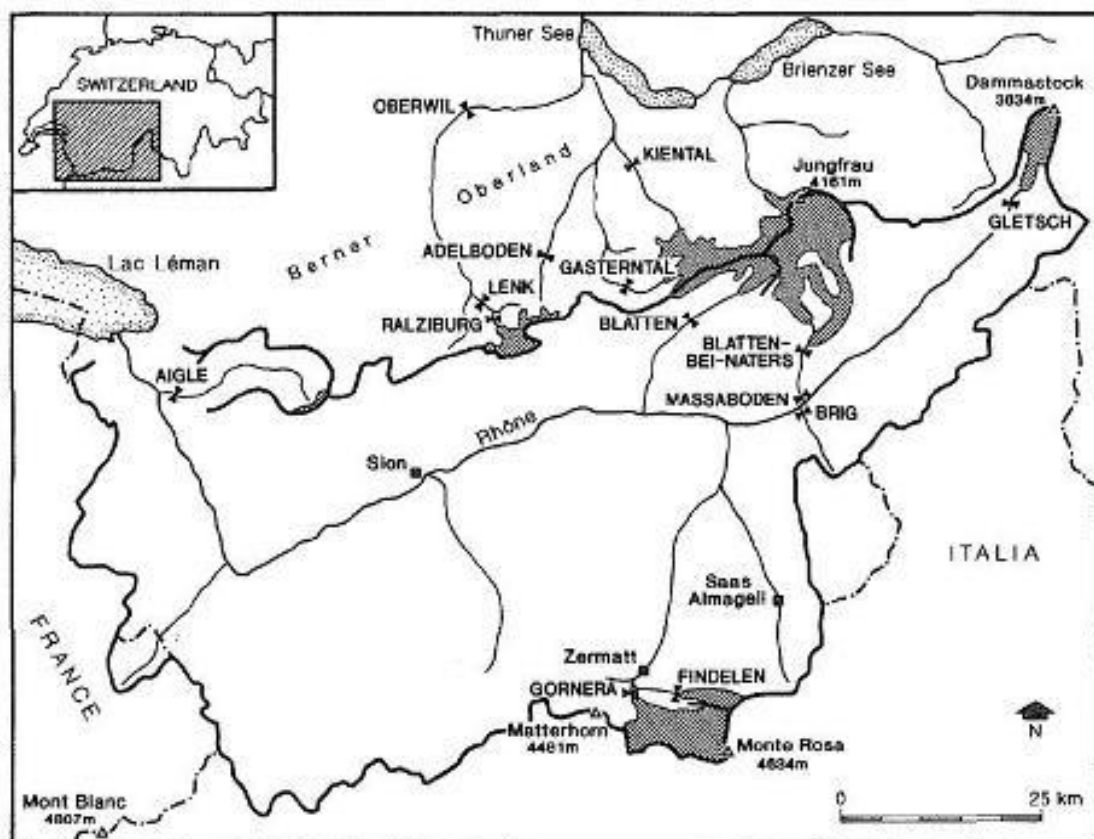 Thuner See
SWITZERLAND
Brienzer See
Dammastock
3634m
OBERWIL
KIENTAL
Berner Oberland
Jungfrau
4161m
GLETSCH
Lac Léman
ADELBODEN
GASTERNTAL
LENK
RALZIBURG
BLATTEN
BLATTEN-
BEI-NATERS
AIGLE
MASSABODEN
BRIG
Rhône
Sion
ITALIA
Saas
Almagell
FRANCE
Zermatt
FINDELEN
GORNERA
N
Matterhorn
4481m
Monte Rosa
4634m
Mont Blanc
4807m
0 25 km